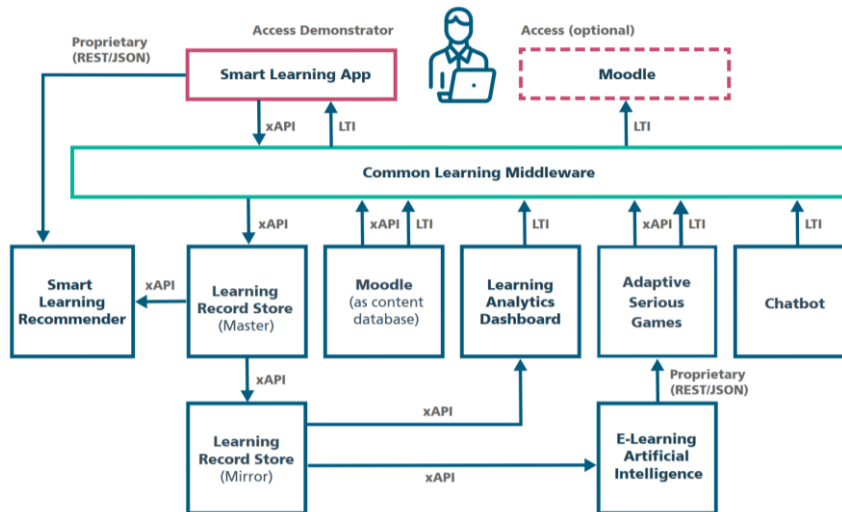 Access Demonstrator
Access (optional)
Proprietary
(REST/JSON)
Smart Learning App
Moodle
xAPI
LTI
LTI
Common Learning Middleware
xAPI
xAPI
LTI
LTI
xAPI
LTI
LTI
Smart
Learning
Recommender
xAPI
Learning
Record Store
(Master)
Moodle
(as content
database)
Learning
Analytics
Dashboard
Adaptive
Serious
Games
Chatbot
xAPI
Proprietary
(REST/JSON)
Learning
Record Store
(Mirror)
xAPI
xAPI
E-Learning
Artificial
Intelligence